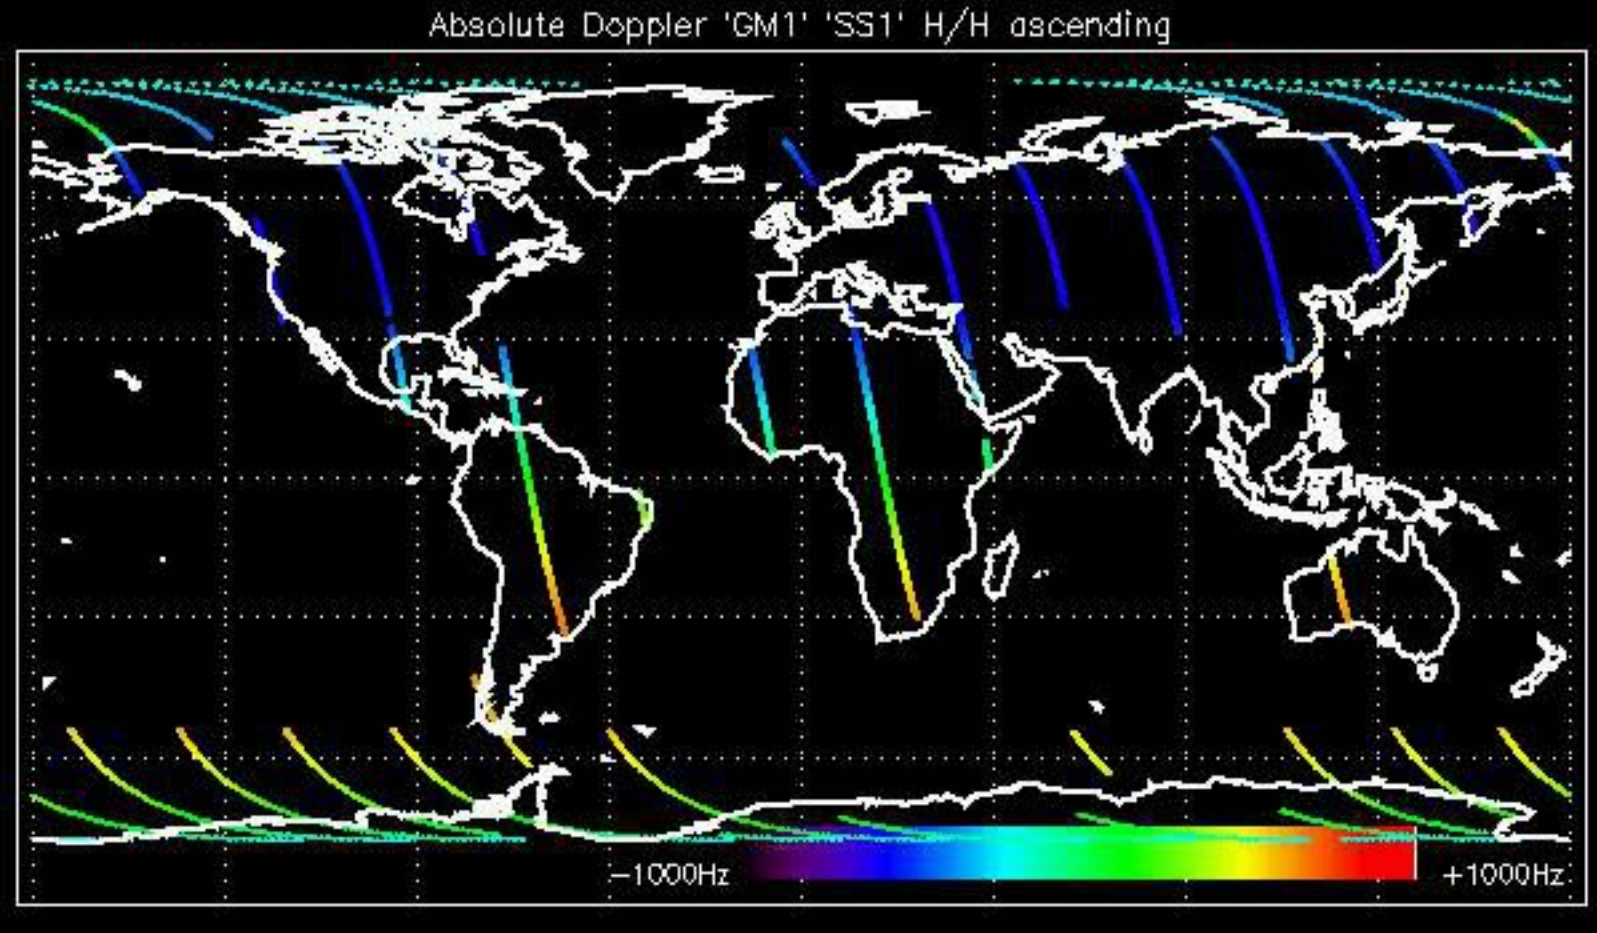 Absolute Doppler 'GM1' 'SS1' H/H ascending
−1000Hz
+1000Hz